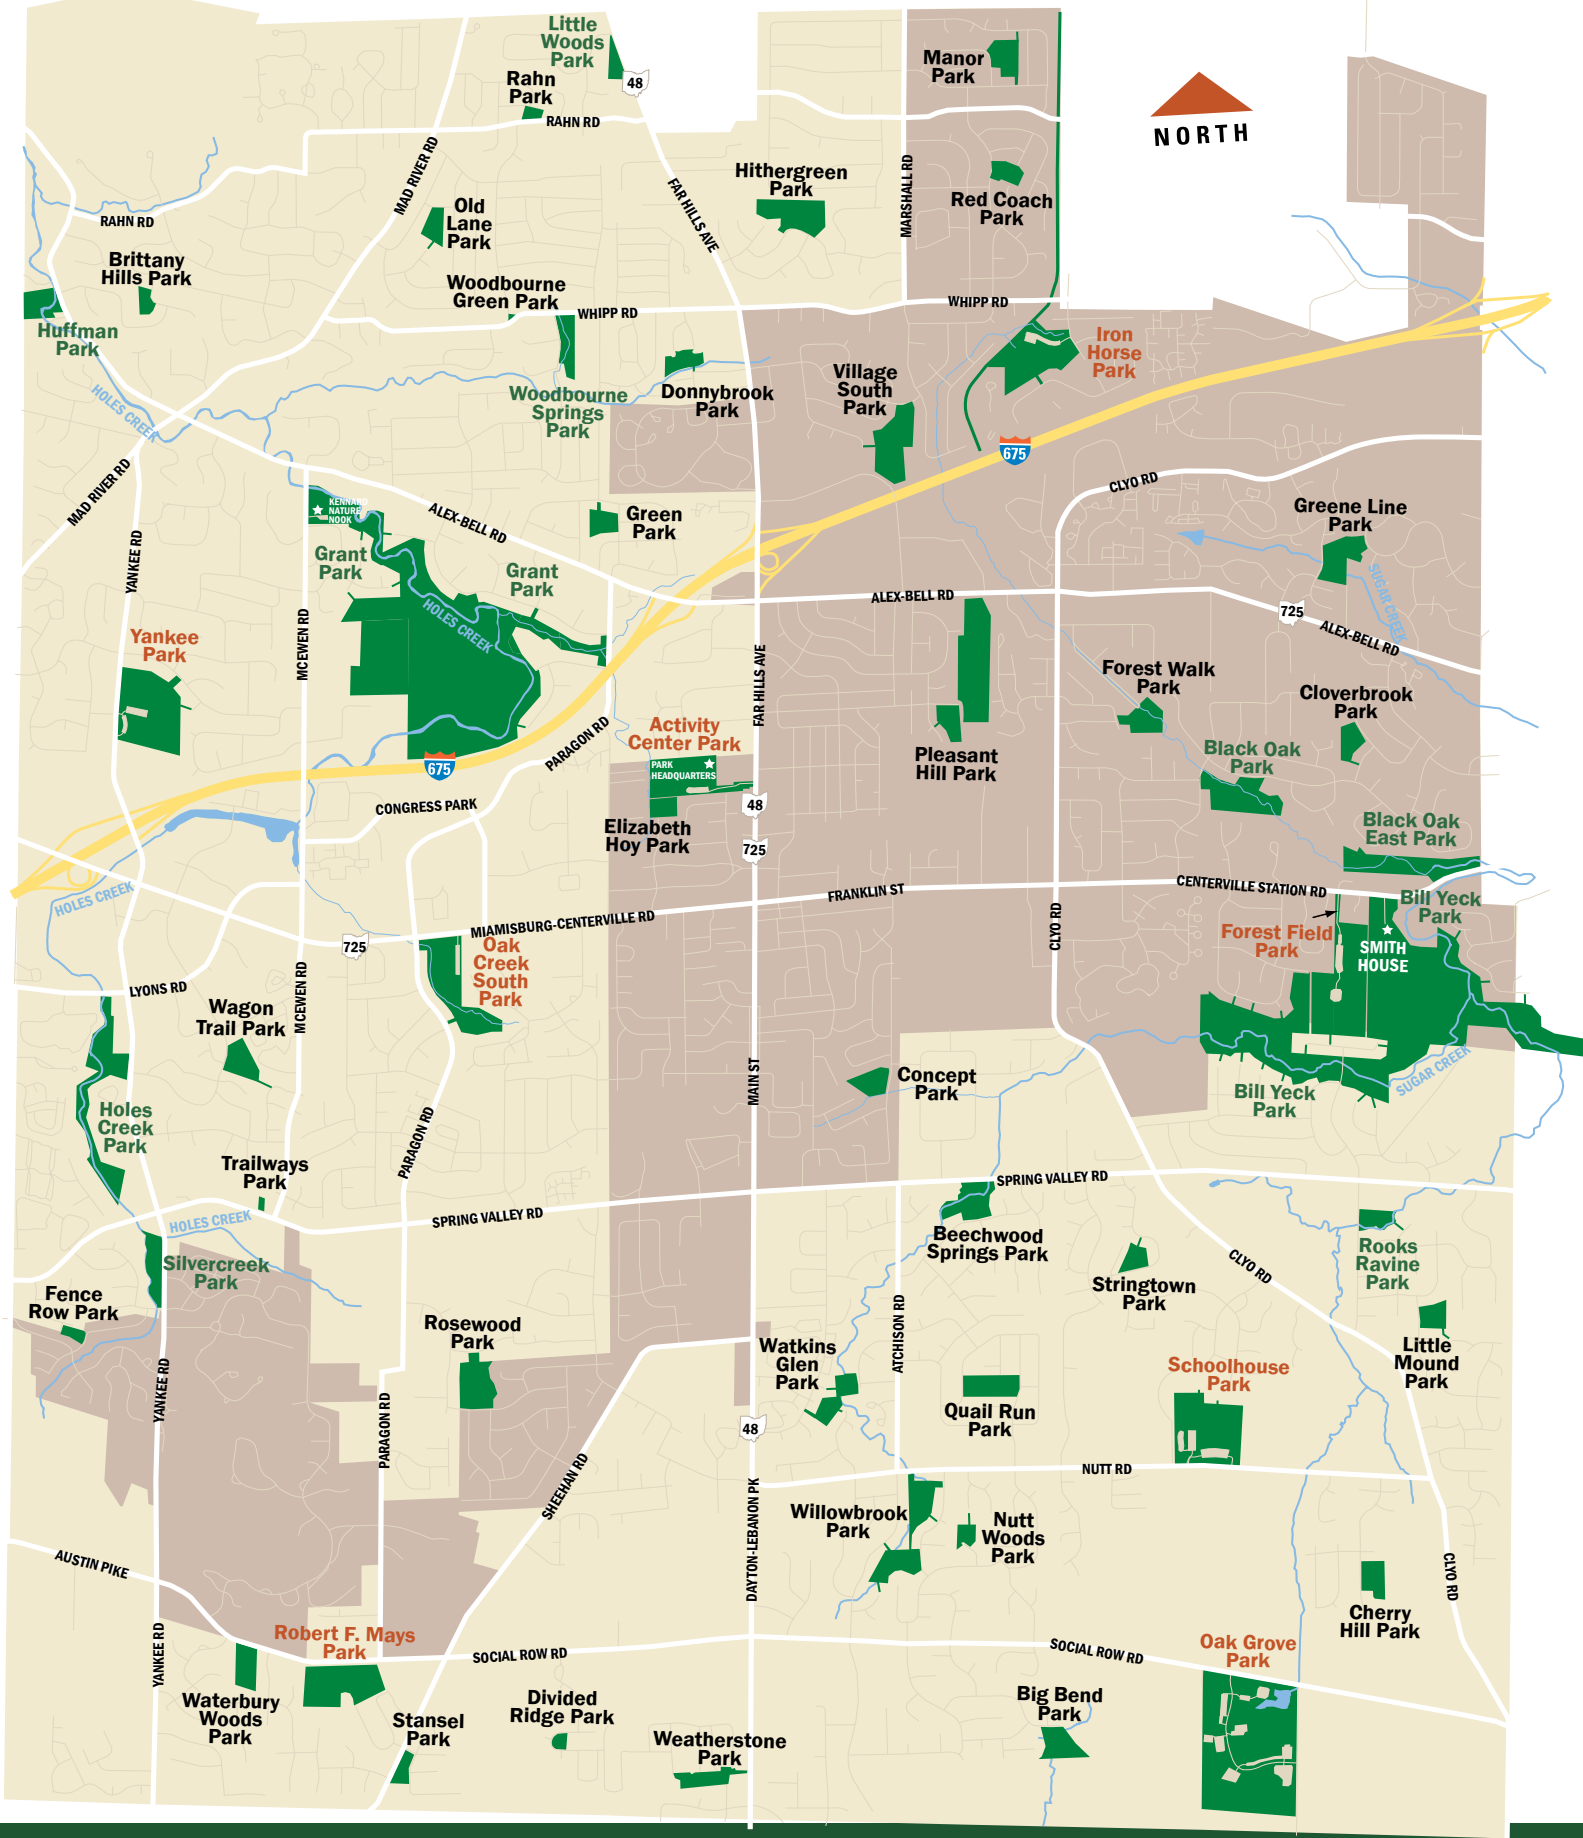 Little
Woods
Park
48
Manor
Park
Rahn
Park
RAHN RD
NORTH
MAD RIVER RD
Hithergreen
Park
FAR HILLS AVE
MARSHALL RD
Red Coach
Park
RAHN RD
Old
Lane
Park
Brittany
Hills Park
Woodbourne
Green Park
WHIPP RD
WHIPP RD
Huffman
Park
Iron
Horse
Park
HOLES CREEK
Woodbourne
Springs
Park
Donnybrook
Park
Village
South
Park
675
MAD RIVER RD
CLYO RD
KENNARD
NATURE
NOOK
ALEX-BELL RD
Green
Park
Greene Line
Park
YANKEE RD
Grant
Park
Grant
Park
HOLES CREEK
ALEX-BELL RD
SUGAR CREEK
725
ALEX-BELL RD
Yankee
Park
MCEWEN RD
FAR HILLS AVE
Forest Walk
Park
Cloverbrook
Park
Activity
Center Park
PARAGON RD
675
PARK
HEADQUARTERS
Pleasant
Hill Park
Black Oak
Park
CONGRESS PARK
48
Elizabeth
Hoy Park
725
Black Oak
East Park
HOLES CREEK
FRANKLIN ST
CENTERVILLE STATION RD
Bill Yeck
Park
MIAMISBURG-CENTERVILLE RD
725
CLYO RD
Forest Field
Park
SMITH
HOUSE
Oak
Creek
South
Park
LYONS RD
Wagon
Trail Park
MCEWEN RD
MAIN ST
Concept
Park
SUGAR CREEK
Bill Yeck
Park
Holes
Creek
Park
PARAGON RD
Trailways
Park
SPRING VALLEY RD
HOLES CREEK
SPRING VALLEY RD
Beechwood
Springs Park
Silvercreek
Park
CLYO RD
Rooks
Ravine
Park
Stringtown
Park
Fence
Row Park
Rosewood
Park
ATCHISON RD
Watkins
Glen
Park
Little
Mound
Park
Schoolhouse
Park
YANKEE RD
PARAGON RD
Quail Run
Park
48
SHEEHAN RD
NUTT RD
DAYTON-LEBANON PK
Willowbrook
Park
Nutt
Woods
Park
AUSTIN PIKE
CLYO RD
Cherry
Hill Park
YANKEE RD
Robert F. Mays
Park
SOCIAL ROW RD
SOCIAL ROW RD
Oak Grove
Park
Waterbury
Woods
Park
Stansel
Park
Divided
Ridge Park
Big Bend
Park
Weatherstone
Park